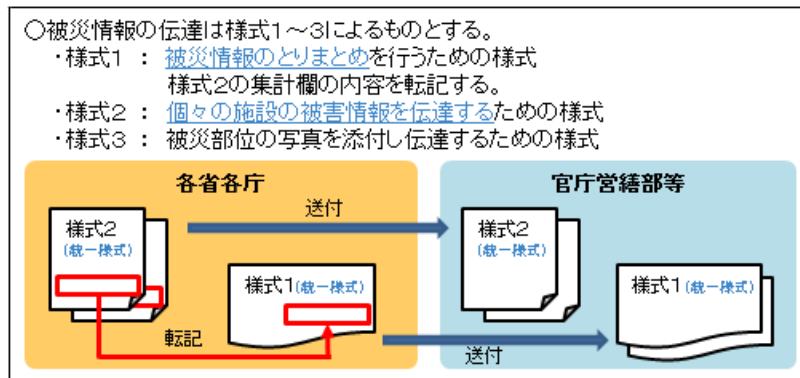 ○被災情報の伝達は様式1～3によるものとする。
・様式1 ： 被災情報のとりまとめを行うための様式
様式2の集計欄の内容を転記する。
・様式2 ： 個々の施設の被害情報を伝達するための様式
・様式3 ： 被災部位の写真を添付し伝達するための様式
各省各庁
官庁営繕部等
送付
様式2
(統一様式)
様式2
(統一様式)
様式1(統一様式)
様式1(統一様式)
転記
送付